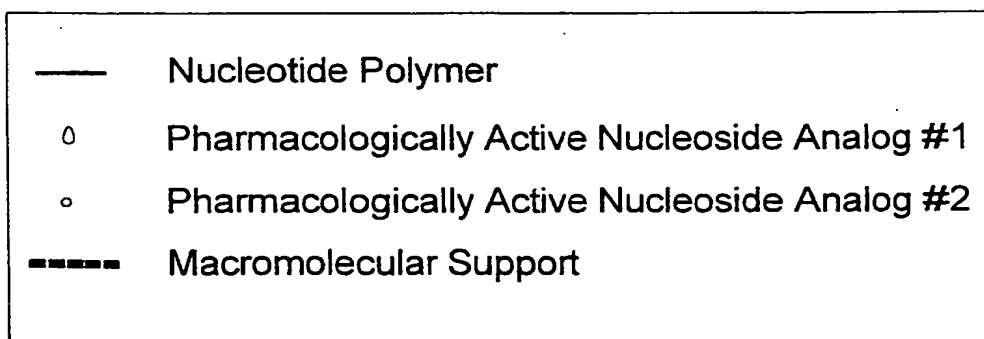 Nucleotide Polymer
Pharmacologically Active Nucleoside Analog #1
Pharmacologically Active Nucleoside Analog #2
Macromolecular Support